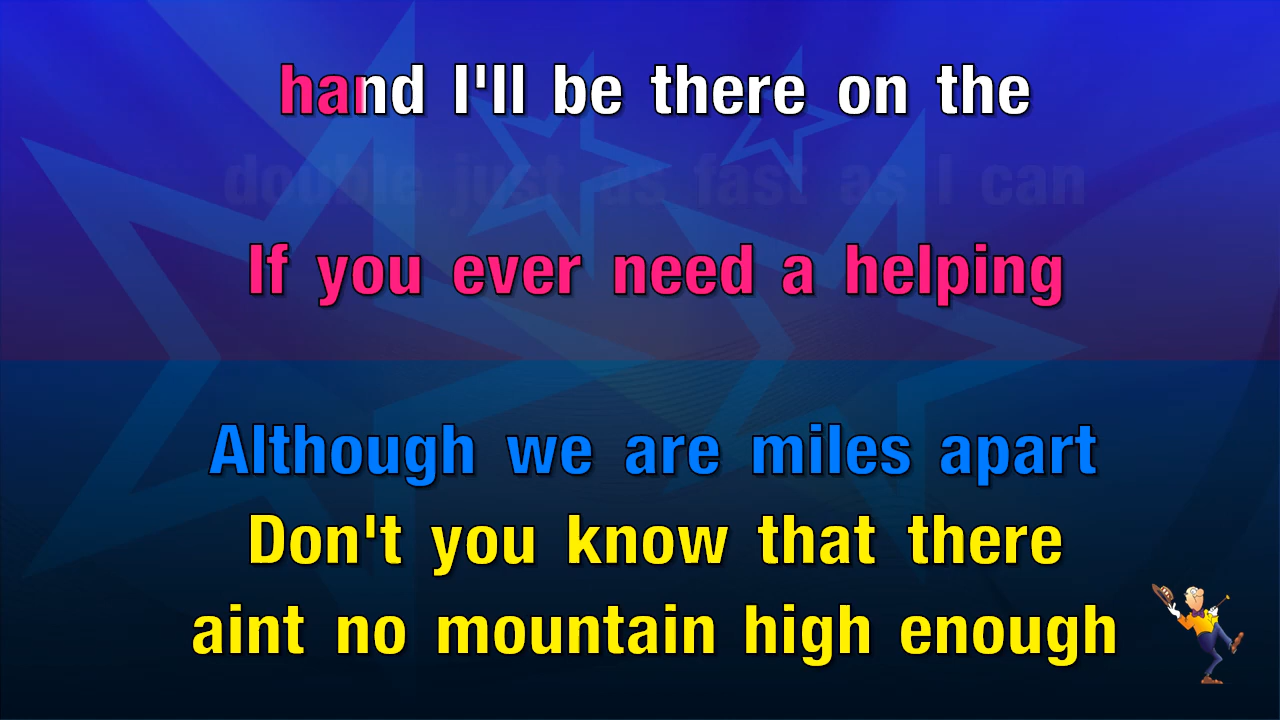 hand I'll be there on the
double just as fast as I can
If you ever need a helping
Although we are miles apart
Don't you know that there
aint no mountain high enough